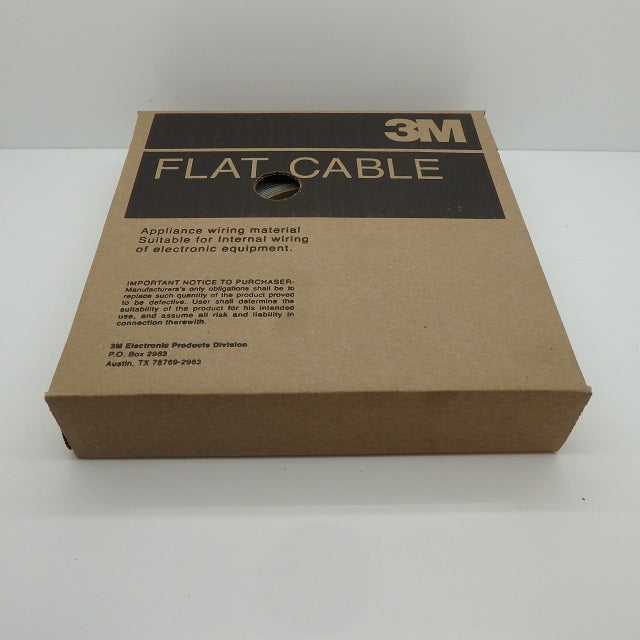 3M
FLAT CABLE
Appliance wiring material
Suitable for Internal wiring
of electronic equipment.
IMPORTANT NOTICE TO PURCHASER-
Manufacturer's only obligations shall be to
replace such quantity of the product proved
to be defective. User shall determine the
suitability of the product for his intended
use, and assume all risk and liability in
connection therewith.
3M Electronic Products Division
P.O. Box 2963
Austin, TX 78769-2963